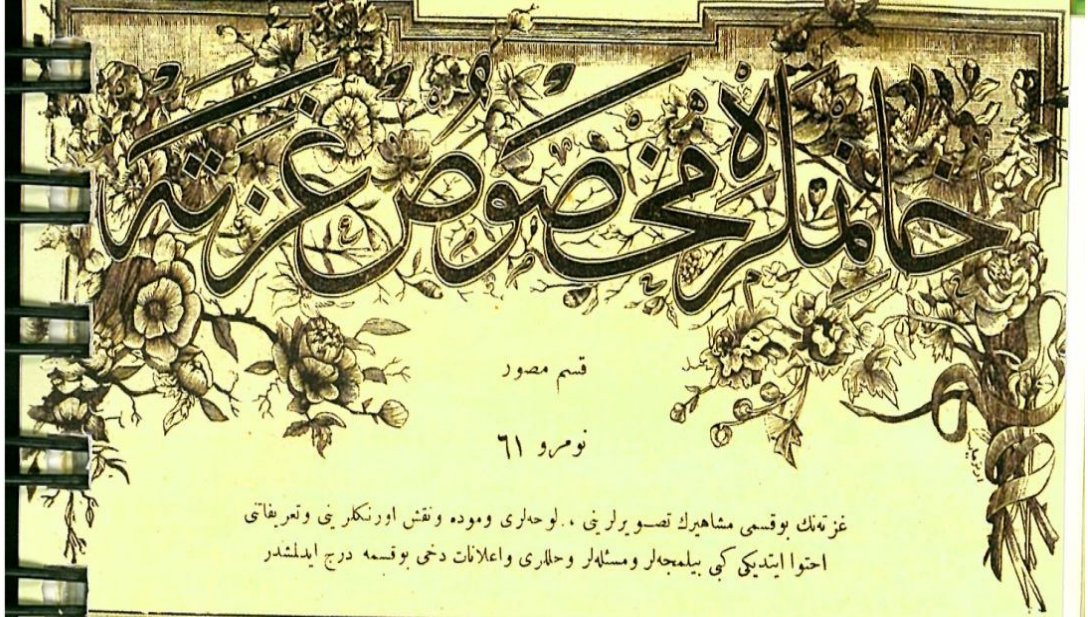 خانملره مخصوص غزته
قسم مصور
نومرو ٦١
غزته‌نك بوقسمی مشاهیرك تصویرلرینی ، لوحه‌لری وموده ونقش اورنكلرینی وتعریفاتنی
احتوا ایتدیكی كبی بیلمجه‌لر ومسئله‌لر وحللری واعلانات دخی بوقسمه درج ایدلمشدر